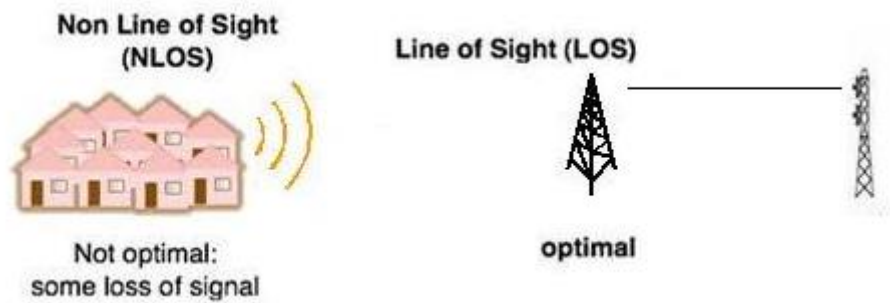 Non Line of Sight
(NLOS)
Line of Sight (LOS)
Not optimal:
some loss of signal
optimal